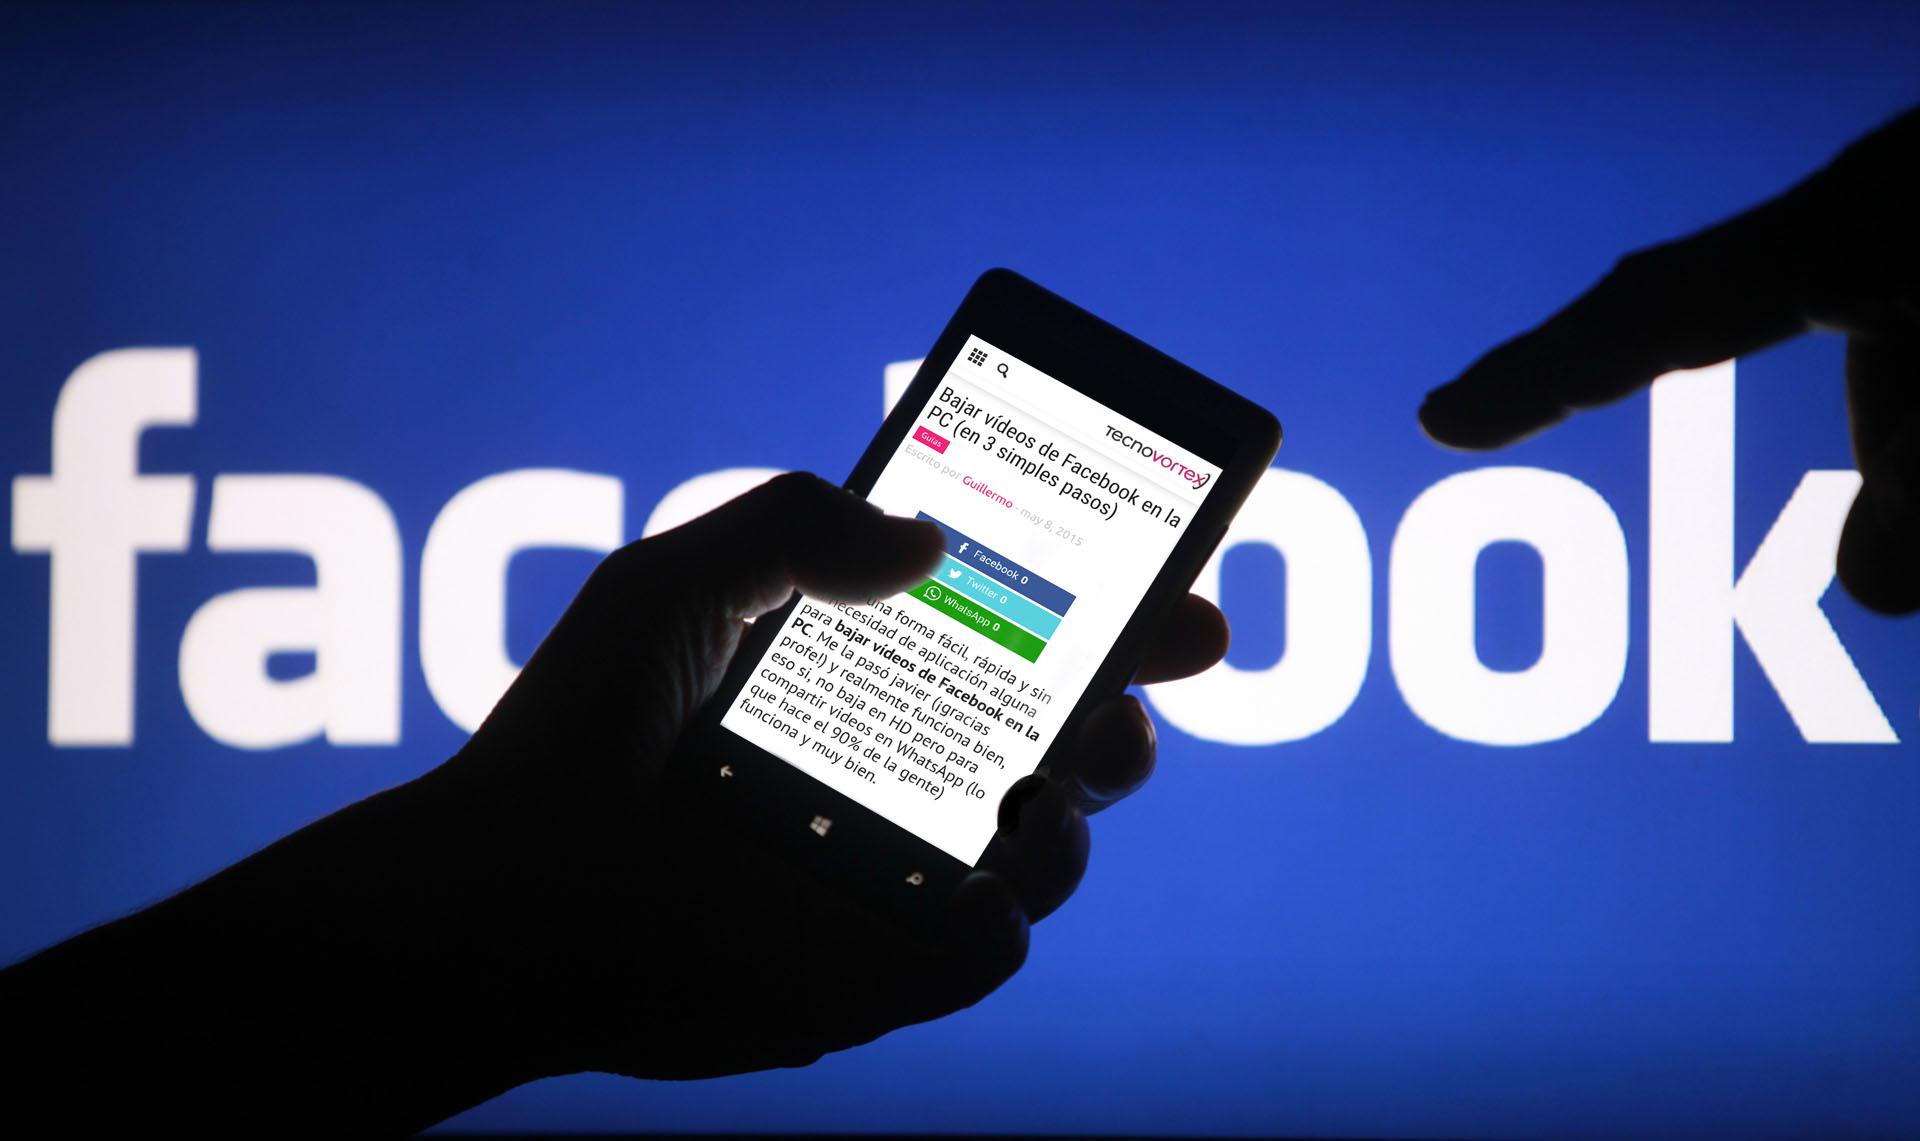 facebook
Tecnovortex
Bajar vídeos de Facebook en la
PC (en 3 simples pasos)
Guías
Escrito por Guillermo - may 8, 2015
Facebook 0
Twitter 0
WhatsApp 0
una forma fácil, rápida y sin
necesidad de aplicación alguna
para bajar videos de Facebook en la
PC. Me la pasó javier (¡gracias
profe!) y realmente funciona bien,
eso si, no baja en HD pero para
compartir videos en WhatsApp (lo
que hace el 90% de la gente)
funciona y muy bien.